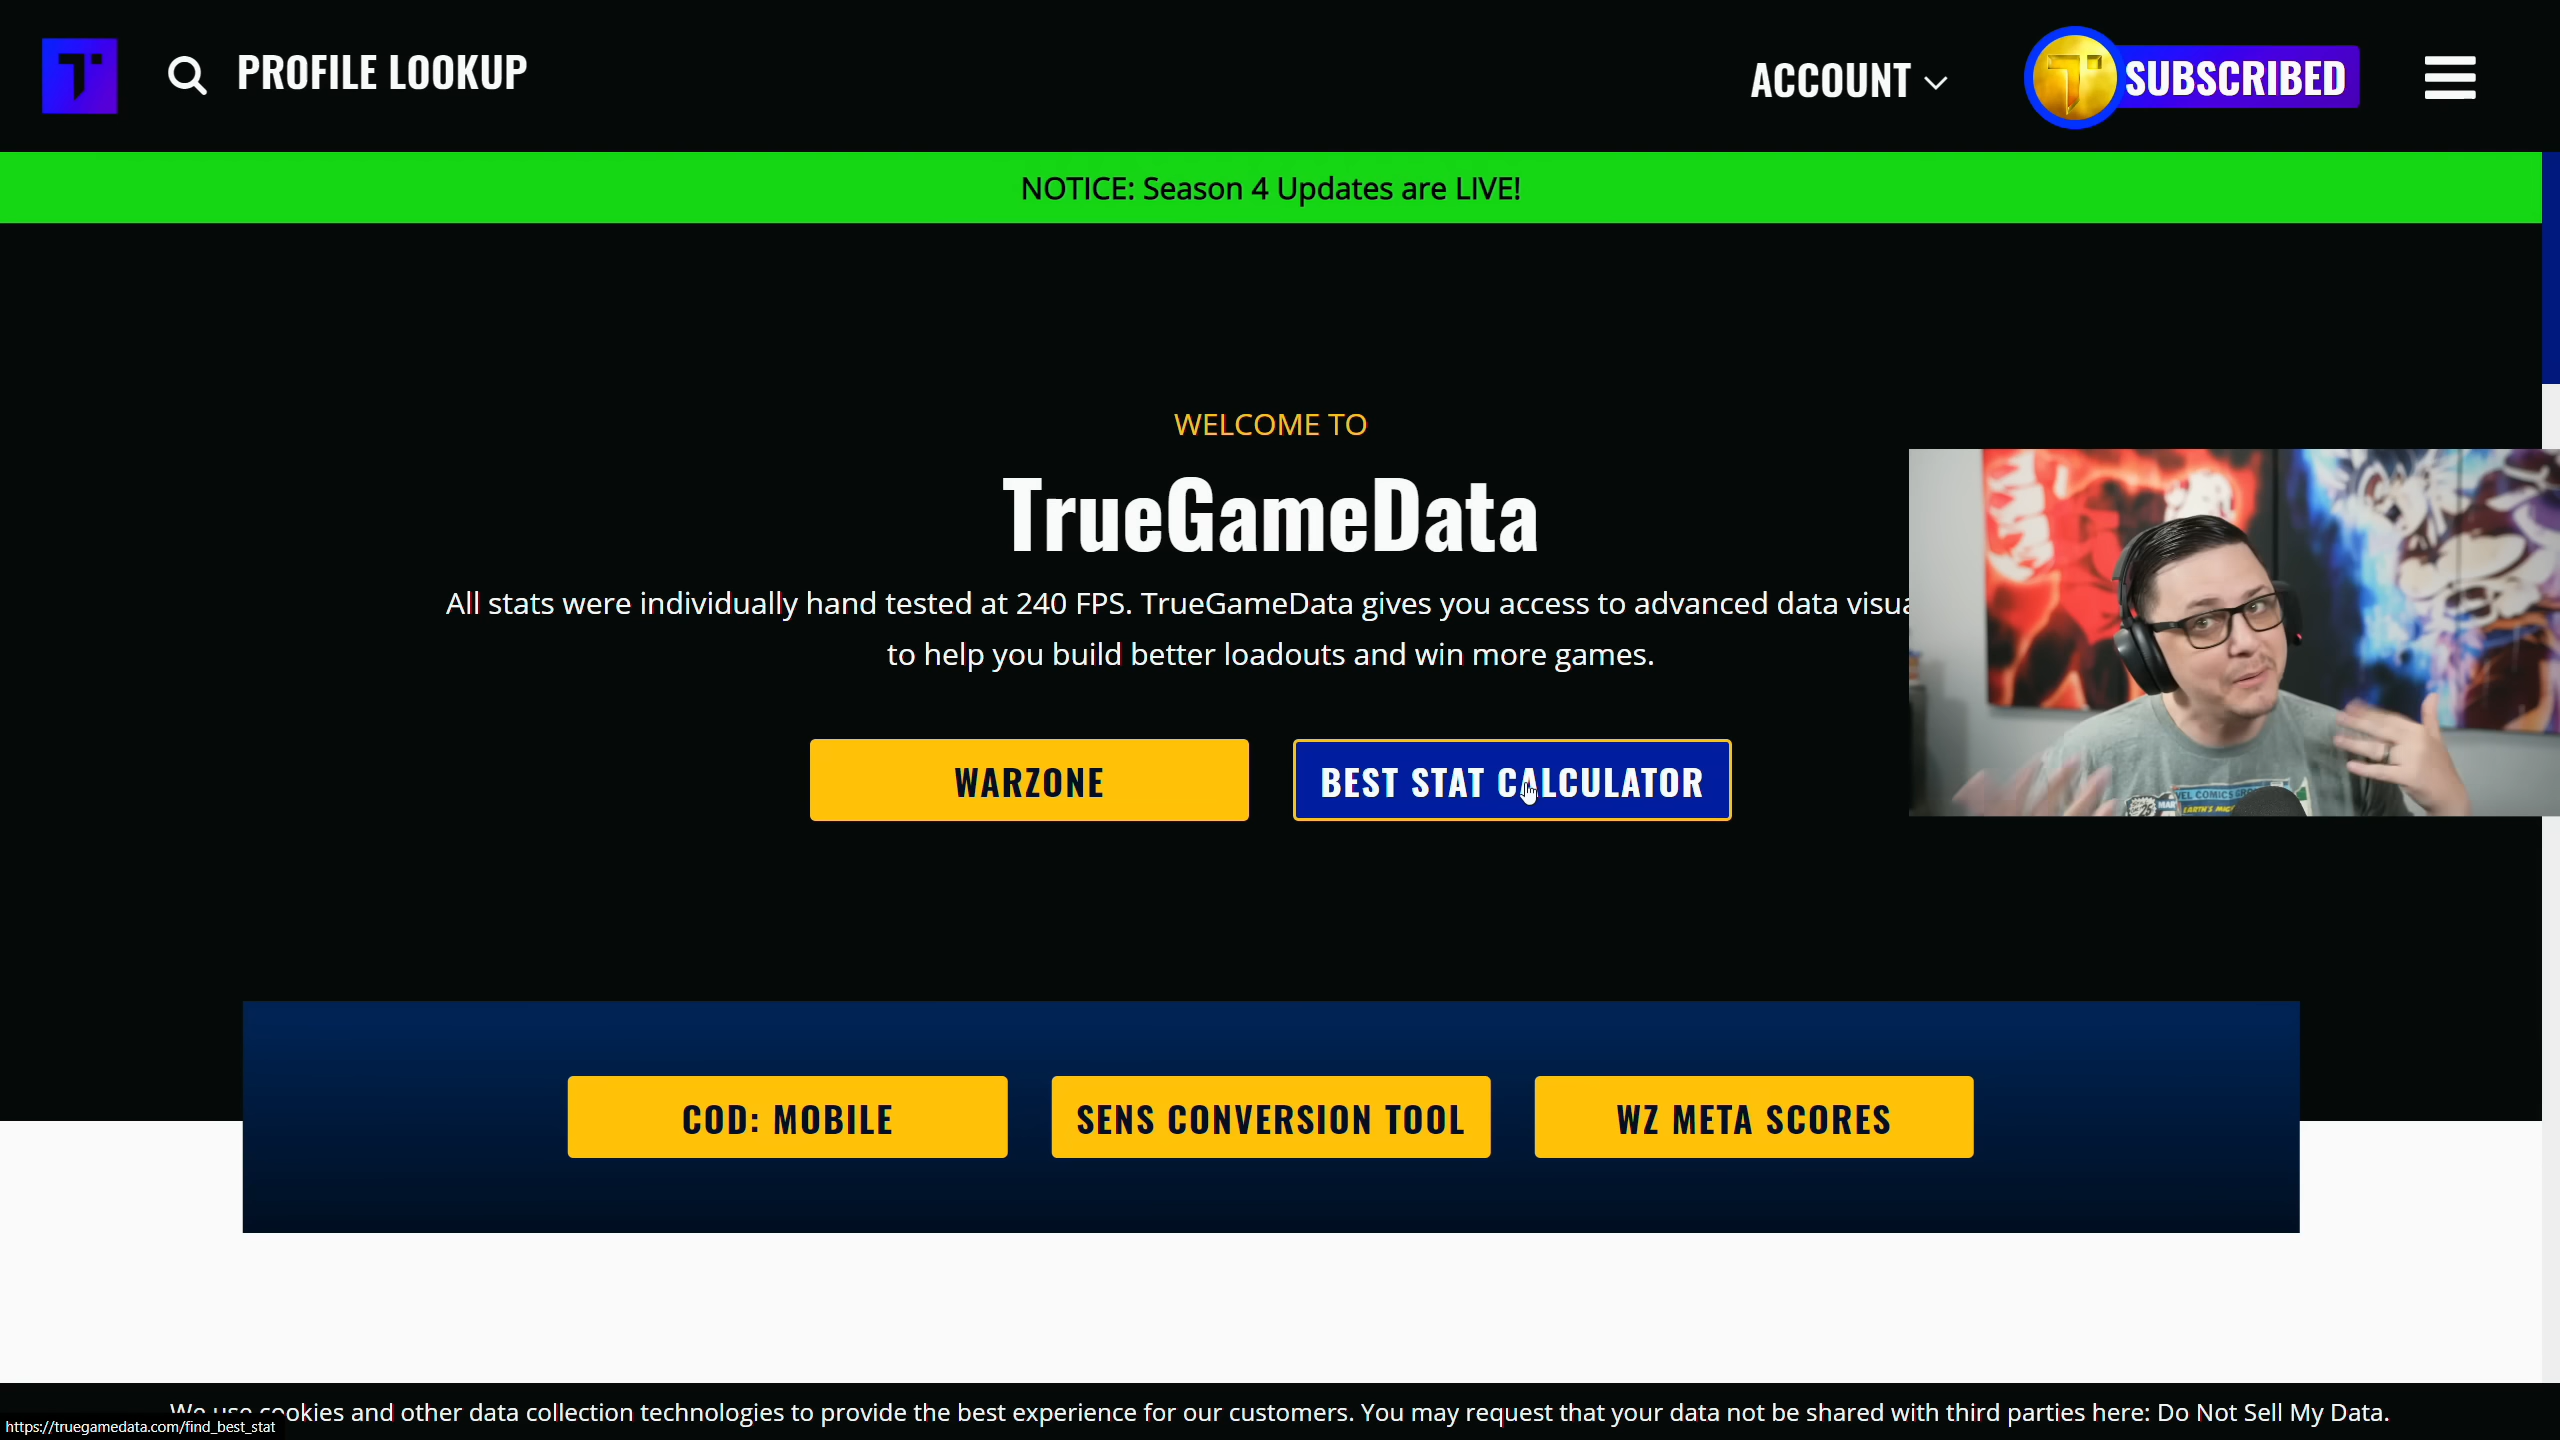 PROFILE LOOKUP
ACCOUNT
SUBSCRIBED
NOTICE: Season 4 Updates are LIVE!
WELCOME TO
TrueGameData
All stats were individually hand tested at 240 FPS. TrueGameData gives you access to advanced data
to help you build better loadouts and win more games.
WARZONE
BEST STAT CALCULATOR
COD: MOBILE
SENS CONVERSION TOOL
WZ META SCORES
We use cookies and other data collection technologies to provide the best experience for our customers. You may request that your data not be shared with third parties here: Do Not Sell My Data.
https://truegamedata.com/find_best_stat